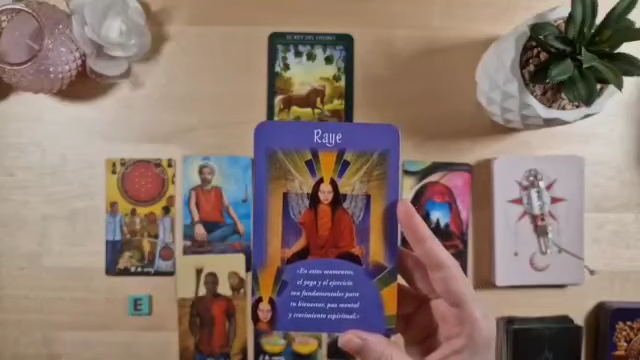 Raye
«En estos momentos,
el yoga y el ejercicio
son fundamentales para
tu bienestar, paz mental
y crecimiento espiritual.»
E